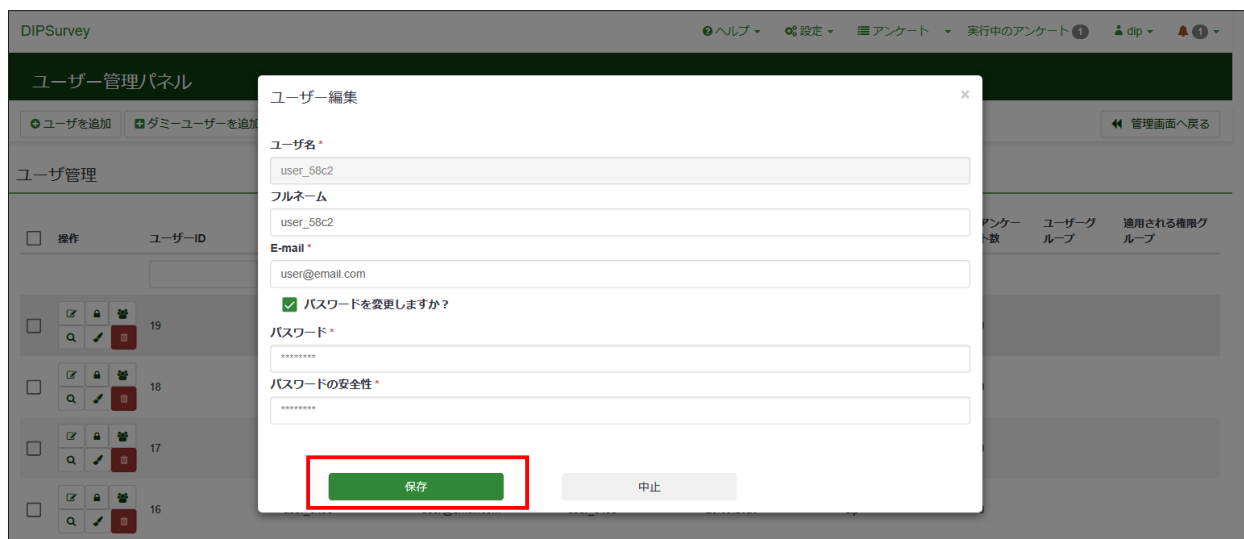 DIPSurvey
ヘルプ 設定 アンケート 実行中のアンケート 1 dip 1
ユーザー管理パネル
ユーザー編集 ×
ユーザを追加 ダミーユーザーを追加 管理画面へ戻る
ユーザ管理
ユーザ名 *
user_58c2
フルネーム
user_58c2
E-mail *
user@email.com
パスワードを変更しますか？
パスワード *
********
パスワードの安全性 *
********
保存 中止
操作 ユーザーID ユーザーグループ 適用される権限グループ
19
18
17
16